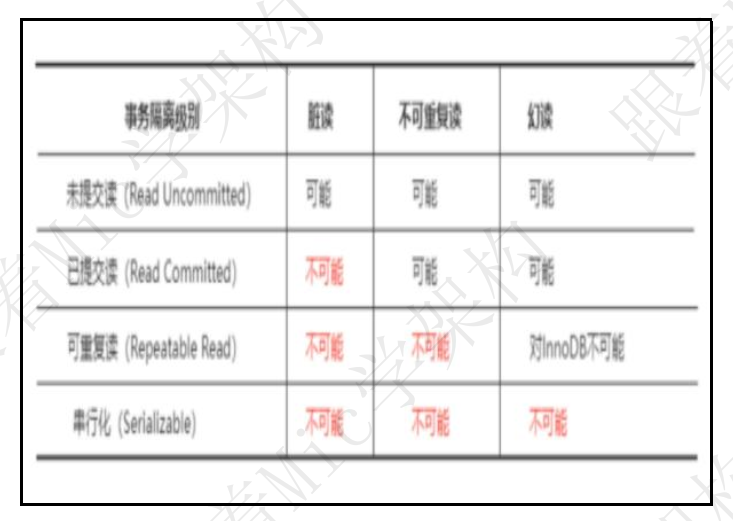 事务隔离级别 脏读 不可重复读 幻读
未提交读 (Read Uncommitted) 可能 可能 可能
已提交读 (Read Committed) 不可能 可能 可能
可重复读 (Repeatable Read) 不可能 不可能 对InnoDB不可能
串行化 (Serializable) 不可能 不可能 不可能
跟着Mic学架构